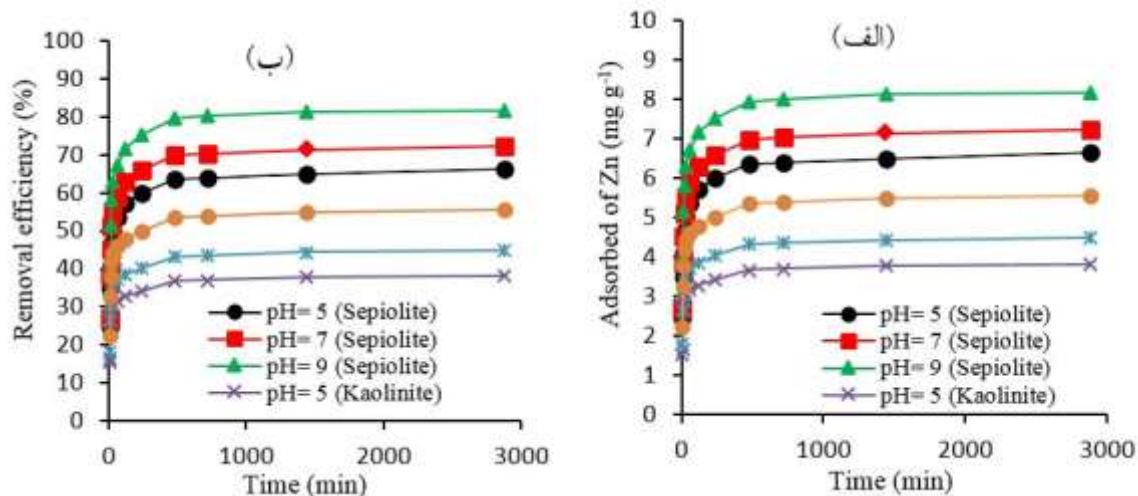 (ب)
Removal efficiency (%)
100
90
80
70
60
50
40
30
20
10
0
pH= 5 (Sepiolite)
pH= 7 (Sepiolite)
pH= 9 (Sepiolite)
pH= 5 (Kaolinite)
0
1000
2000
3000
Time (min)
(الف)
Adsorbed of Zn (mg g⁻¹)
10
9
8
7
6
5
4
3
2
1
0
pH= 5 (Sepiolite)
pH= 7 (Sepiolite)
pH= 9 (Sepiolite)
pH= 5 (Kaolinite)
0
1000
2000
3000
Time (min)